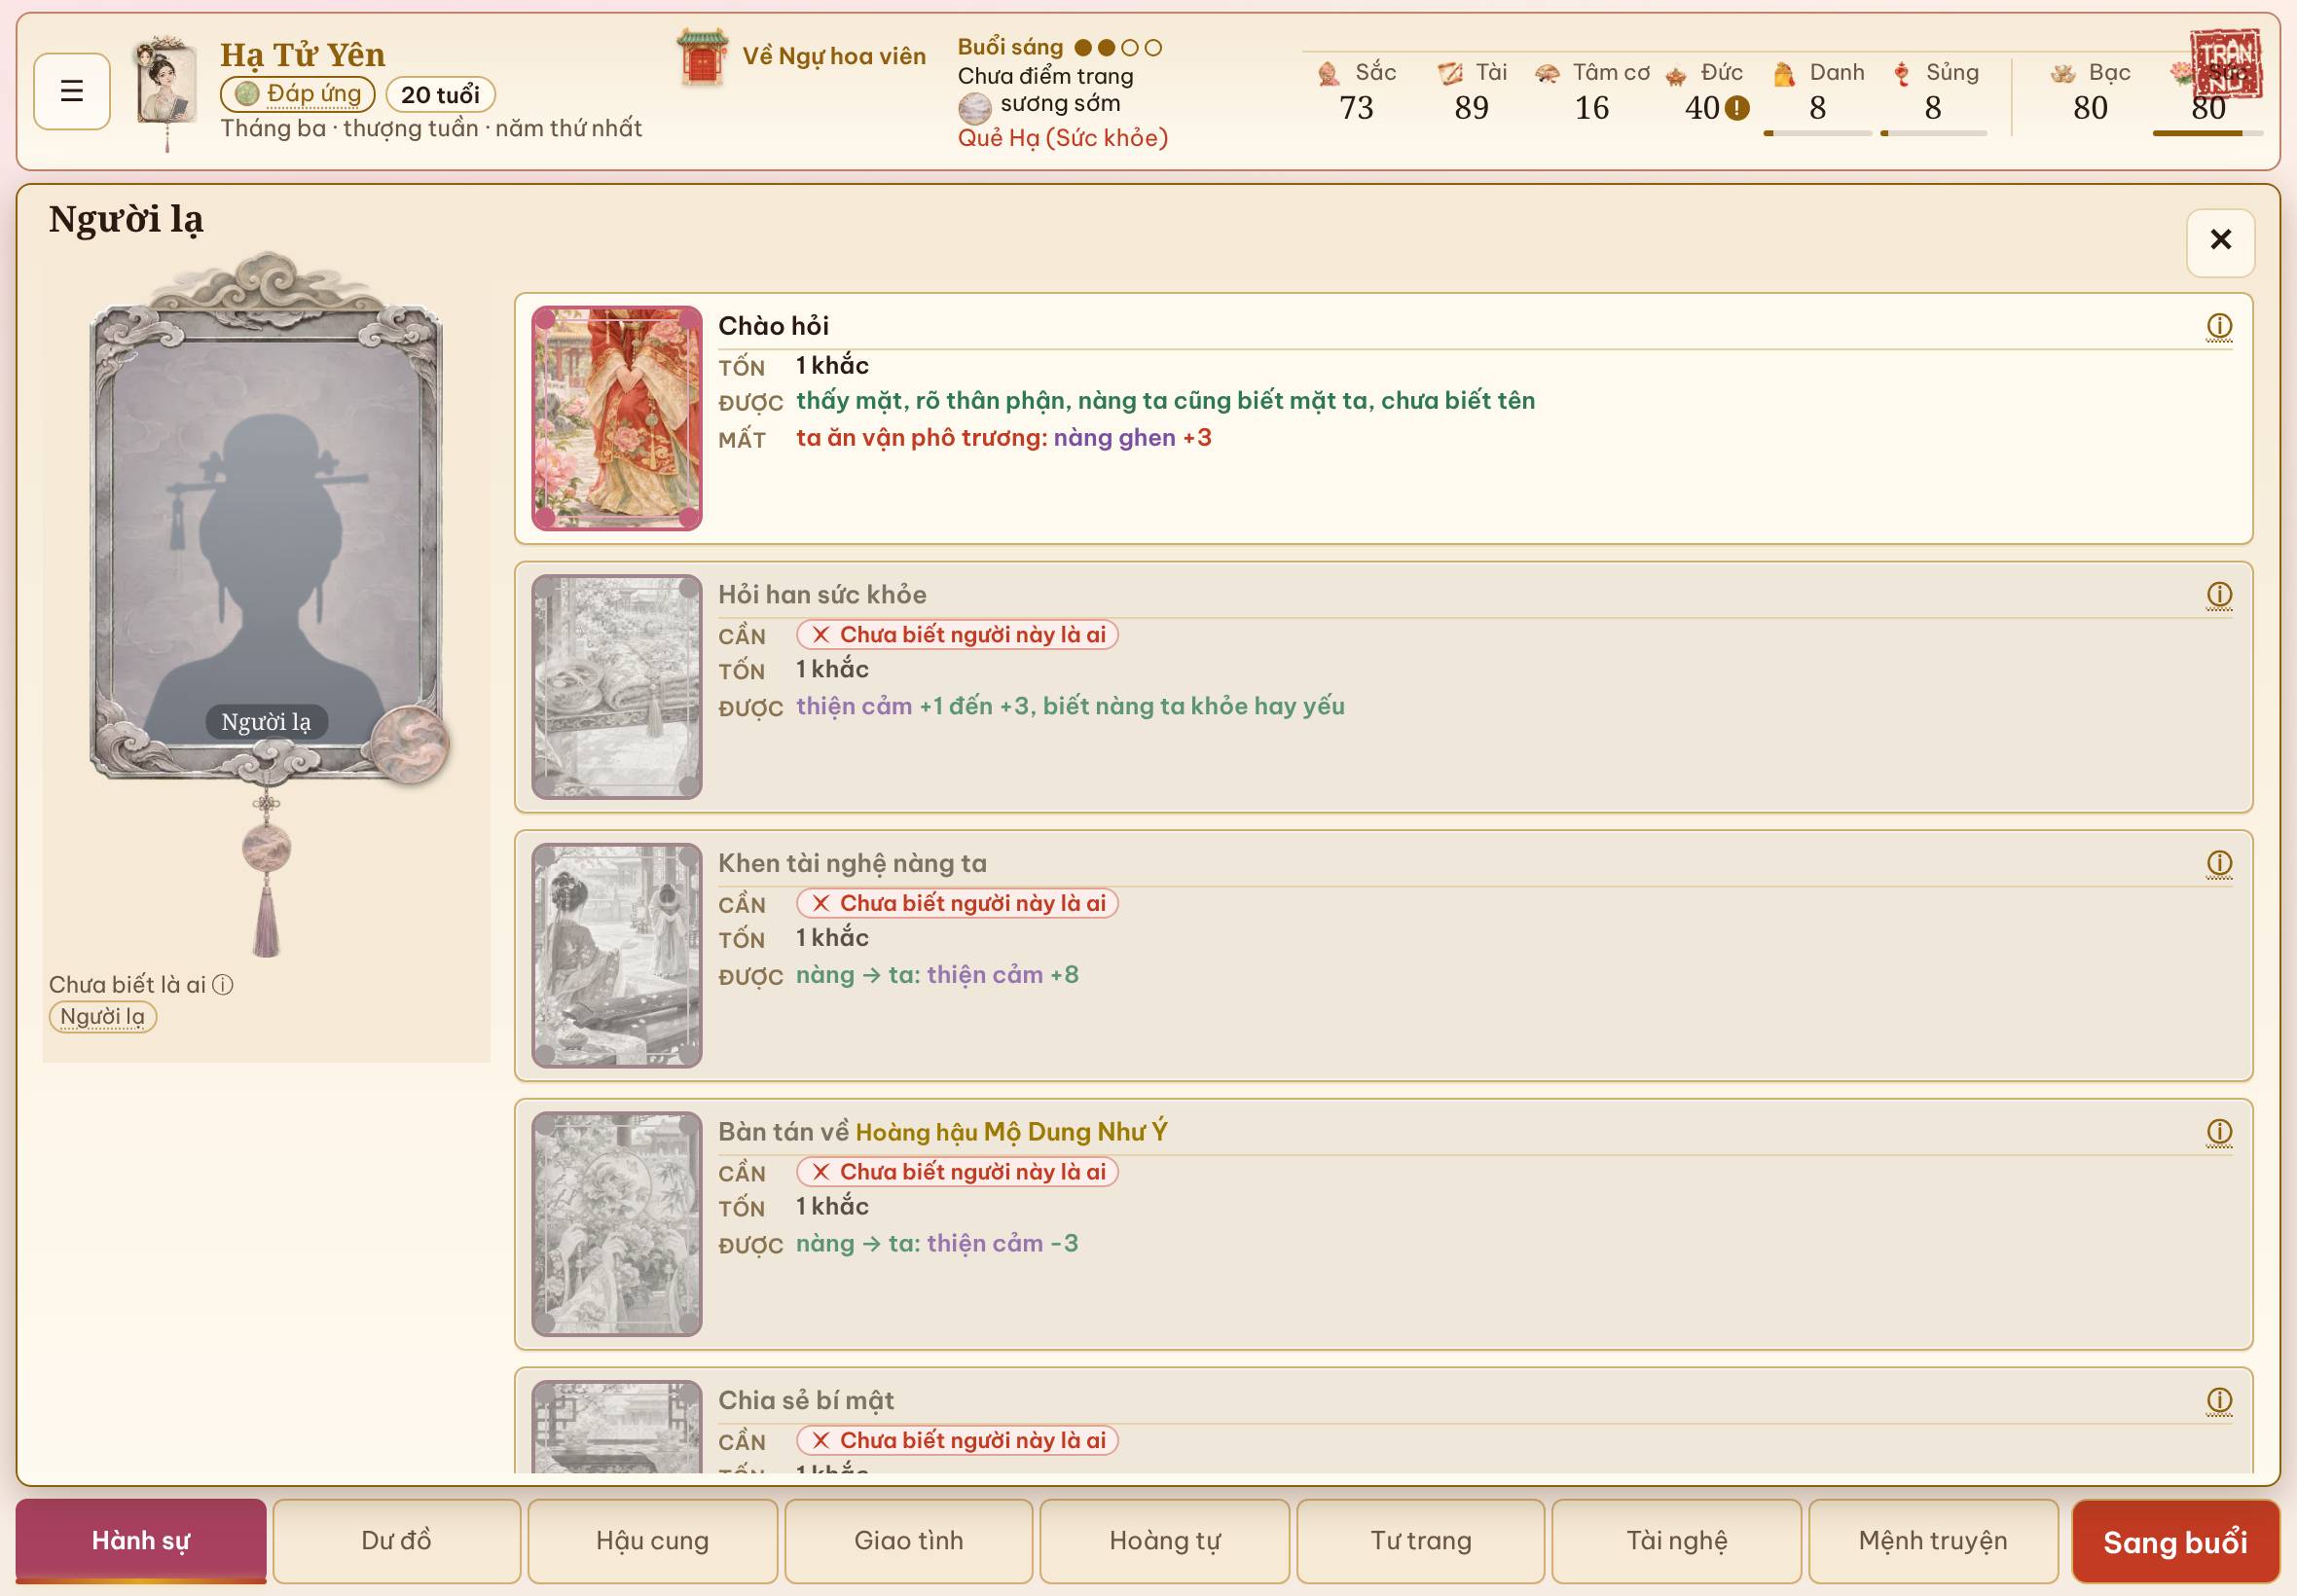 ☰
Hạ Tử Yên
Đáp ứng
20 tuổi
Tháng ba · thượng tuần · năm thứ nhất
Về Ngự hoa viên
Buổi sáng
Chưa điểm trang
sương sớm
Quẻ Hạ (Sức khỏe)
Sắc
73
Tài
89
Tâm cơ
16
Đức
40 !
Danh
8
Sủng
8
Bạc
80
80
TRÂN
Người lạ
✕
Người lạ
Chưa biết là ai ⓘ
Người lạ
Chào hỏi ⓘ
TỐN 1 khắc
ĐƯỢC thấy mặt, rõ thân phận, nàng ta cũng biết mặt ta, chưa biết tên
MẤT ta ăn vận phô trương: nàng ghen +3
Hỏi han sức khỏe ⓘ
CẦN ✕ Chưa biết người này là ai
TỐN 1 khắc
ĐƯỢC thiện cảm +1 đến +3, biết nàng ta khỏe hay yếu
Khen tài nghệ nàng ta ⓘ
CẦN ✕ Chưa biết người này là ai
TỐN 1 khắc
ĐƯỢC nàng → ta: thiện cảm +8
Bàn tán về Hoàng hậu Mộ Dung Như Ý ⓘ
CẦN ✕ Chưa biết người này là ai
TỐN 1 khắc
ĐƯỢC nàng → ta: thiện cảm -3
Chia sẻ bí mật ⓘ
CẦN ✕ Chưa biết người này là ai
TỐN 1 khắc
Hành sự
Dư đồ
Hậu cung
Giao tình
Hoàng tự
Tư trang
Tài nghệ
Mệnh truyện
Sang buổi